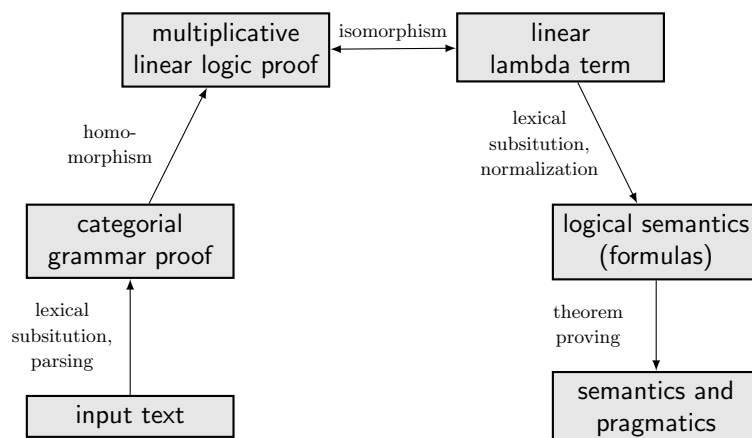 multiplicative
linear logic proof
isomorphism
linear
lambda term
homo-
morphism
lexical
subsitution,
normalization
categorial
grammar proof
logical semantics
(formulas)
lexical
subsitution,
parsing
theorem
proving
input text
semantics and
pragmatics